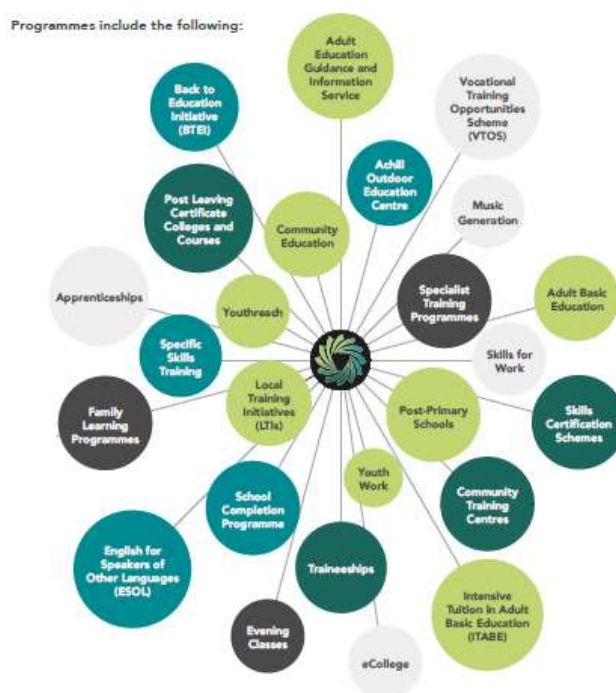 Programmes include the following:
Adult
Education
Guidance and
Information
Service
Back to
Education
Initiative
(BTEI)
Vocational
Training
Opportunities
Scheme
(VTOS)
Achill
Outdoor
Education
Centre
Post Leaving
Certificate
Colleges and
Courses
Community
Education
Music
Generation
Apprenticeships
Youthreach
Specialist
Training
Programmes
Adult Basic
Education
Specific
Skills
Training
Skills for
Work
Family
Learning
Programmes
Local
Training
Initiatives
(LTIs)
Post-Primary
Schools
Skills
Certification
Schemes
School
Completion
Programme
Youth
Work
Community
Training
Centres
English for
Speakers of
Other Languages
(ESOL)
Traineeships
Intensive
Tuition in Adult
Basic Education
(ITABE)
Evening
Classes
eCollege